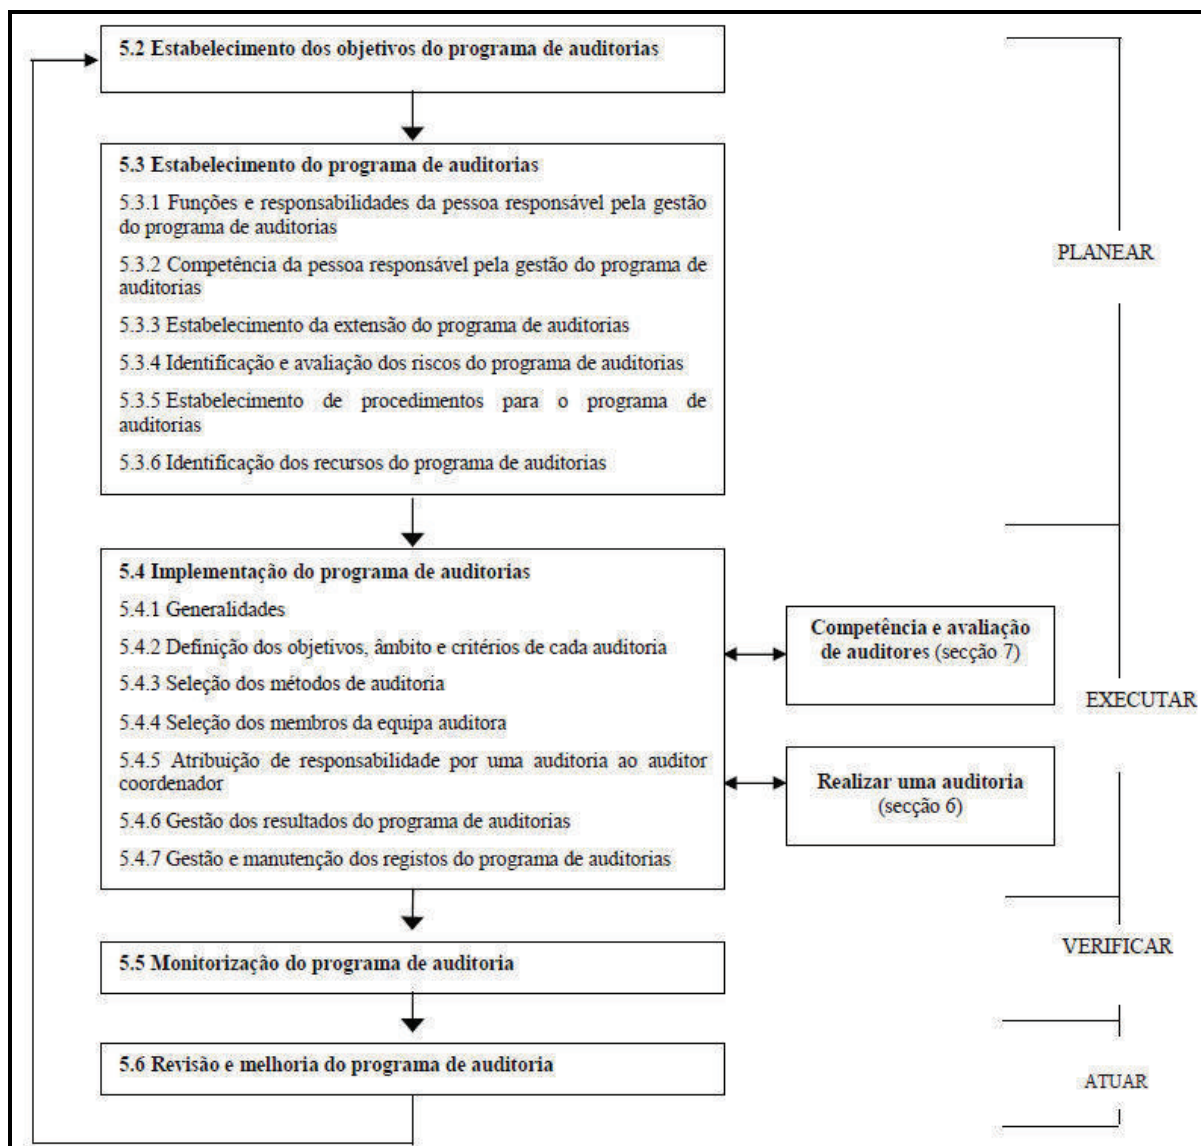 5.2 Estabelecimento dos objetivos do programa de auditorias
5.3 Estabelecimento do programa de auditorias
5.3.1 Funções e responsabilidades da pessoa responsável pela gestão
do programa de auditorias
5.3.2 Competência da pessoa responsável pela gestão do programa de
auditorias
5.3.3 Estabelecimento da extensão do programa de auditorias
5.3.4 Identificação e avaliação dos riscos do programa de auditorias
5.3.5 Estabelecimento de procedimentos para o programa de
auditorias
5.3.6 Identificação dos recursos do programa de auditorias
PLANEAR
5.4 Implementação do programa de auditorias
5.4.1 Generalidades
5.4.2 Definição dos objetivos, âmbito e critérios de cada auditoria
5.4.3 Seleção dos métodos de auditoria
5.4.4 Seleção dos membros da equipa auditora
5.4.5 Atribuição de responsabilidade por uma auditoria ao auditor
coordenador
5.4.6 Gestão dos resultados do programa de auditorias
5.4.7 Gestão e manutenção dos registos do programa de auditorias
Competência e avaliação
de auditores (secção 7)
Realizar uma auditoria
(secção 6)
EXECUTAR
5.5 Monitorização do programa de auditoria
VERIFICAR
5.6 Revisão e melhoria do programa de auditoria
ATUAR